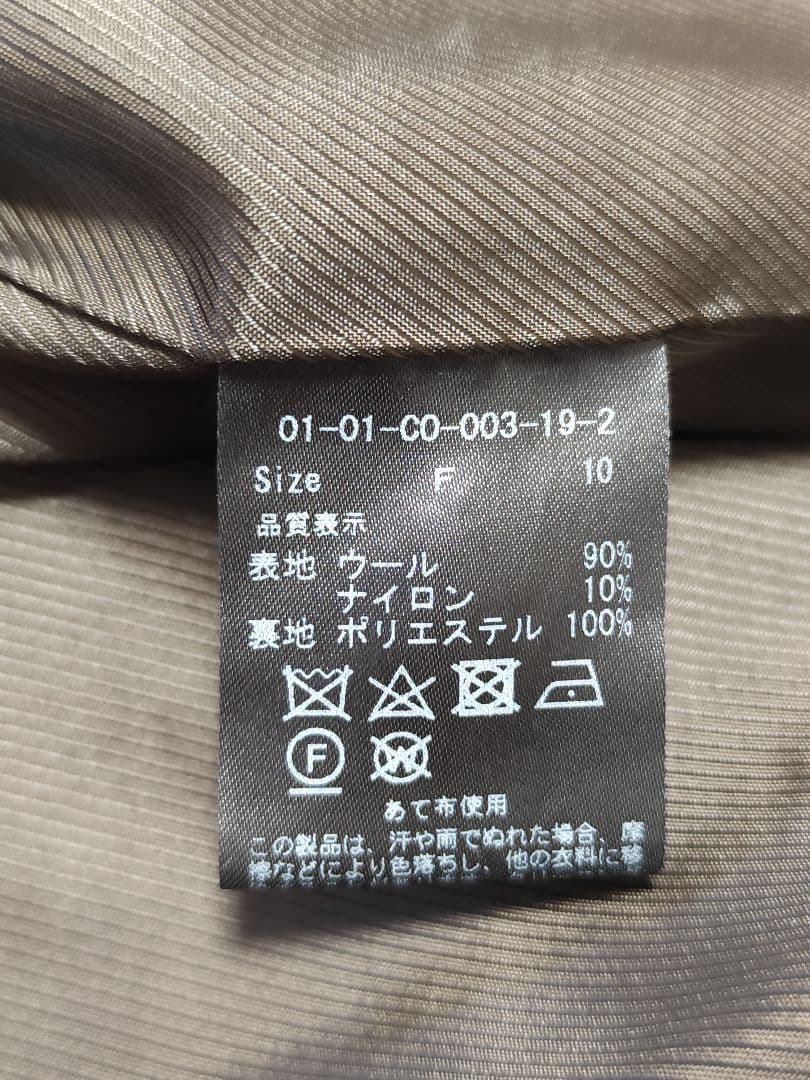 01-01-CO-003-19-2
Size F 10
品質表示
表地 ウール 90%
ナイロン 10%
裏地 ポリエステル 100%
F W
あて布使用
この製品は、汗や雨でぬれた場合、摩
擦などにより色落ちし、他の衣料に移